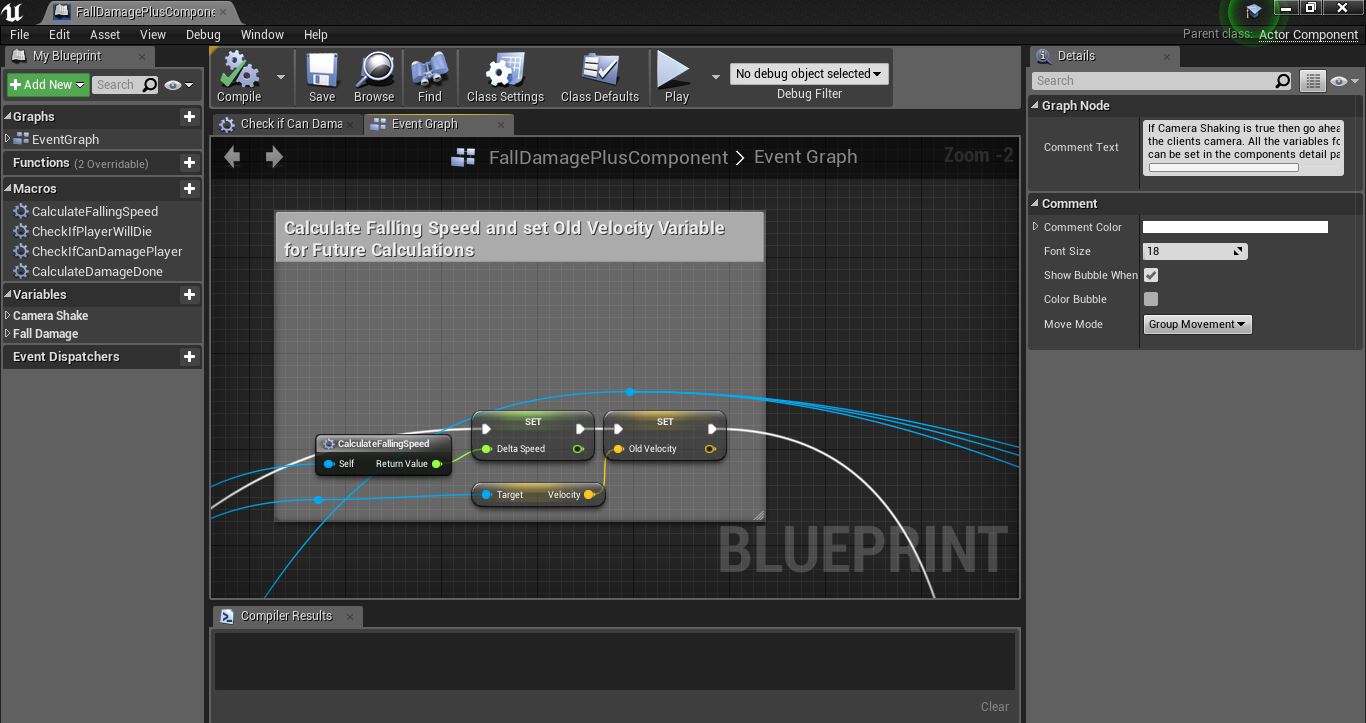 FallDamagePlusCompone
File Edit Asset View Debug Window Help
Parent class: Actor Component
My Blueprint
Add New
Search
Graphs
EventGraph
Functions (2 Overridable)
Macros
CalculateFallingSpeed
CheckIfPlayerWillDie
CheckIfCanDamagePlayer
CalculateDamageDone
Variables
Camera Shake
Fall Damage
Event Dispatchers
Compile
Save
Browse
Find
Class Settings
Class Defaults
Play
No debug object selected
Debug Filter
Check if Can Dama
Event Graph
FallDamagePlusComponent > Event Graph
Zoom -2
Calculate Falling Speed and set Old Velocity Variable
for Future Calculations
SET
Delta Speed
SET
Old Velocity
CalculateFallingSpeed
Self Return Value
Target Velocity
BLUEPRINT
Compiler Results
Clear
Details
Search
Graph Node
Comment Text
If Camera Shaking is true then go ahea
the clients camera. All the variables fo
can be set in the components detail pa
Comment
Comment Color
Font Size 18
Show Bubble When
Color Bubble
Move Mode Group Movement